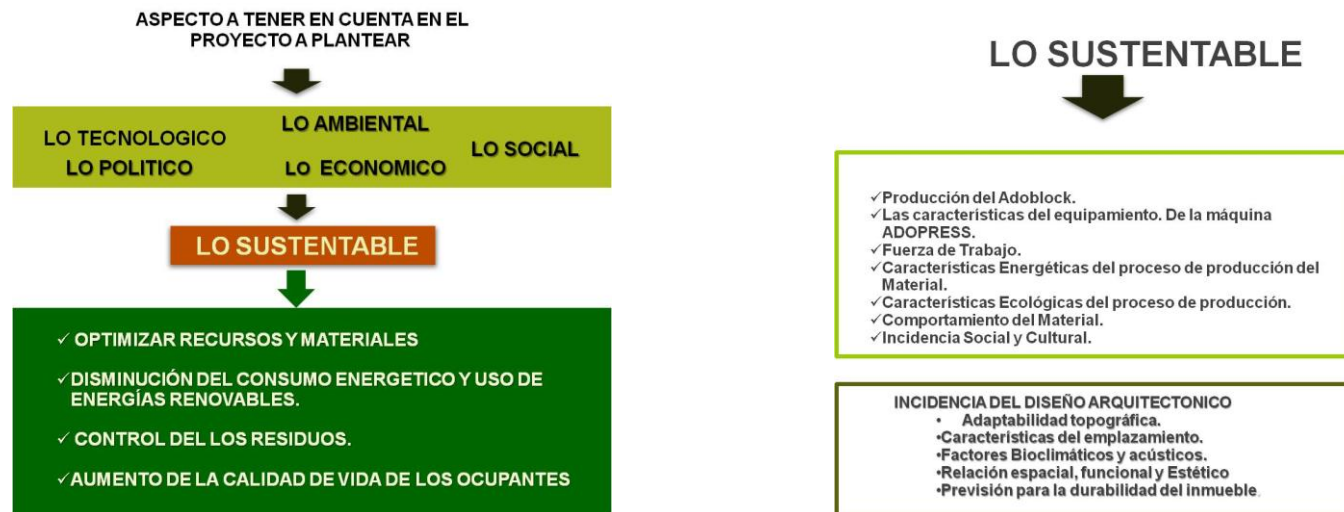 ASPECTO A TENER EN CUENTA EN EL
PROYECTO A PLANTEAR
LO TECNOLOGICO
LO AMBIENTAL
LO SOCIAL
LO POLITICO
LO ECONOMICO
LO SUSTENTABLE
✓ OPTIMIZAR RECURSOS Y MATERIALES
✓DISMINUCIÓN DEL CONSUMO ENERGETICO Y USO DE
ENERGÍAS RENOVABLES.
✓ CONTROL DEL LOS RESIDUOS.
✓AUMENTO DE LA CALIDAD DE VIDA DE LOS OCUPANTES
LO SUSTENTABLE
✓Producción del Adoblock.
✓Las características del equipamiento. De la máquina
ADOPRESS.
✓Fuerza de Trabajo.
✓Características Energéticas del proceso de producción del
Material.
✓Características Ecológicas del proceso de producción.
✓Comportamiento del Material.
✓Incidencia Social y Cultural.
INCIDENCIA DEL DISEÑO ARQUITECTONICO
• Adaptabilidad topográfica.
•Características del emplazamiento.
•Factores Bioclimáticos y acústicos.
•Relación espacial, funcional y Estético
•Previsión para la durabilidad del inmueble.